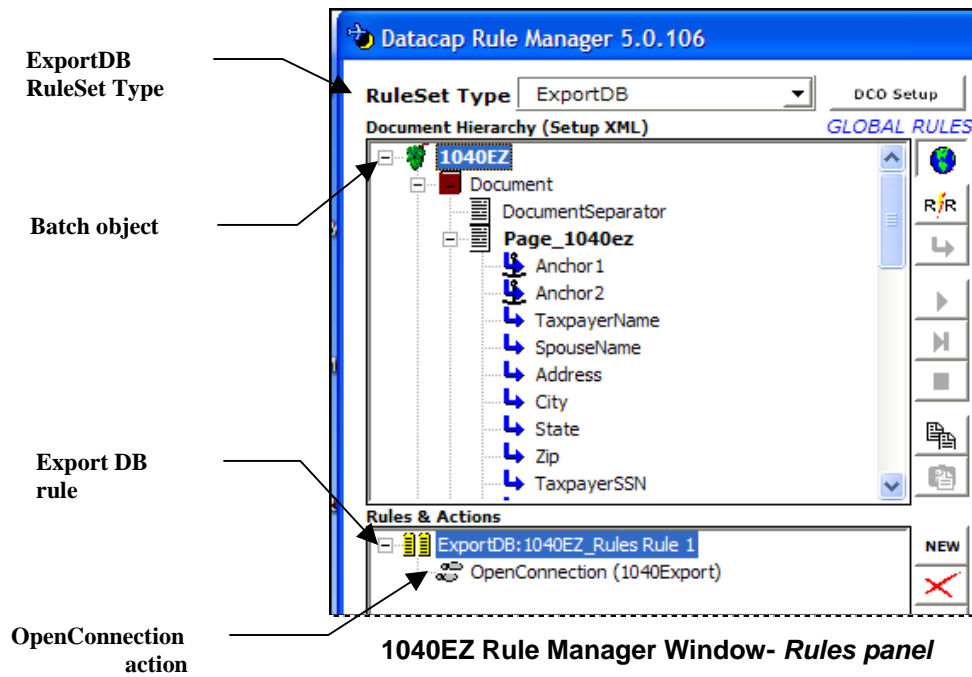 Datacap Rule Manager 5.0.106
ExportDB
RuleSet Type
RuleSet Type ExportDB DCO Setup
Document Hierarchy (Setup XML) GLOBAL RULES
1040EZ
Document
R/R
DocumentSeparator
Batch object
Page_1040ez
Anchor1
Anchor2
TaxpayerName
SpouseName
Address
City
State
Export DB
rule
Zip
TaxpayerSSN
Rules & Actions
ExportDB:1040EZ_Rules Rule 1 NEW
OpenConnection (1040Export)
OpenConnection
action
1040EZ Rule Manager Window- Rules panel